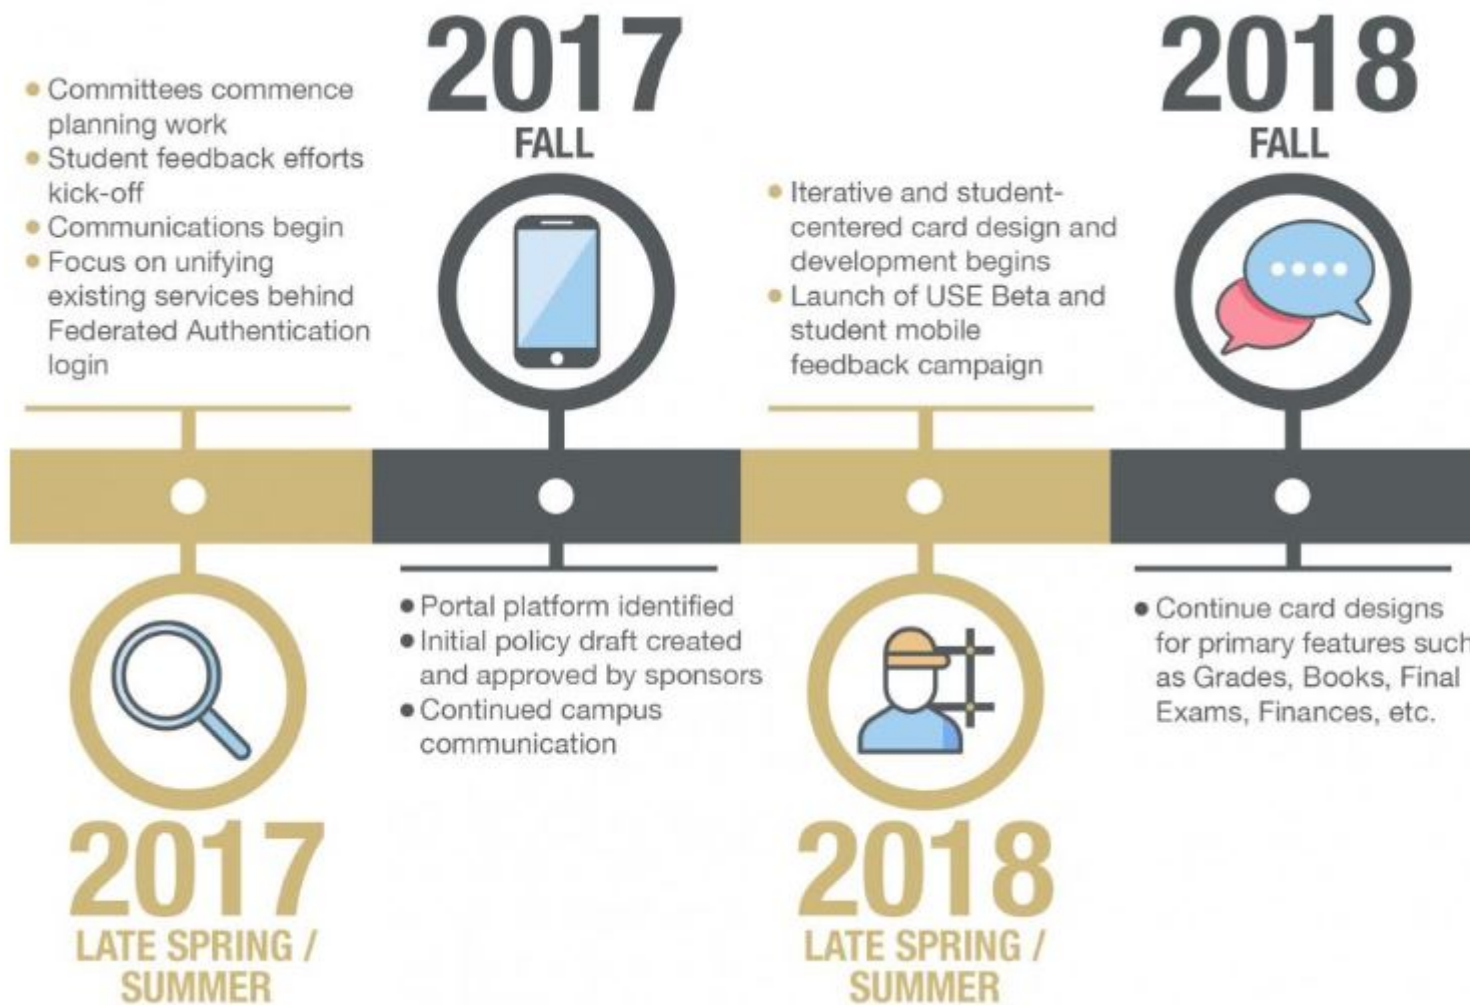 ● Committees commence
planning work
● Student feedback efforts
kick-off
● Communications begin
● Focus on unifying
existing services behind
Federated Authentication
login
2017
LATE SPRING /
SUMMER
2017
FALL
● Portal platform identified
● Initial policy draft created
and approved by sponsors
● Continued campus
communication
● Iterative and student-
centered card design and
development begins
● Launch of USE Beta and
student mobile
feedback campaign
2018
LATE SPRING /
SUMMER
2018
FALL
● Continue card designs
for primary features such
as Grades, Books, Final
Exams, Finances, etc.